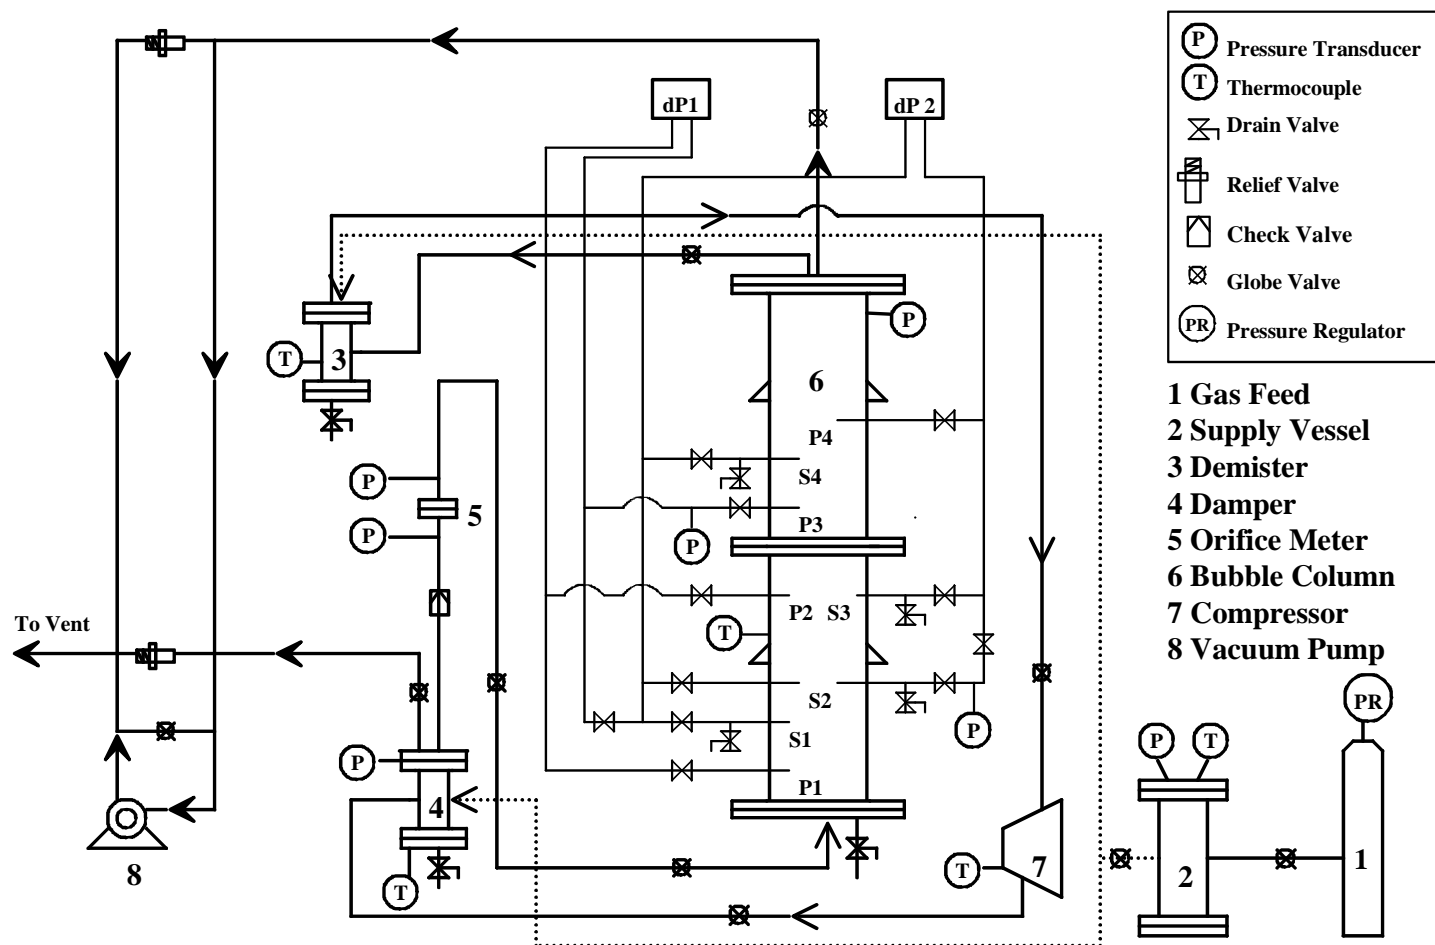 P Pressure Transducer
T Thermocouple
Drain Valve
Relief Valve
Check Valve
Globe Valve
PR Pressure Regulator
1 Gas Feed
2 Supply Vessel
3 Demister
4 Damper
5 Orifice Meter
6 Bubble Column
7 Compressor
8 Vacuum Pump
dP1
dP 2
P
T
3
6
P4
P
S4
5
P3
P
P
P2 S3
T
To Vent
S2
PR
P
S1
P
T
P
P1
4
8
T
T
7
2
1